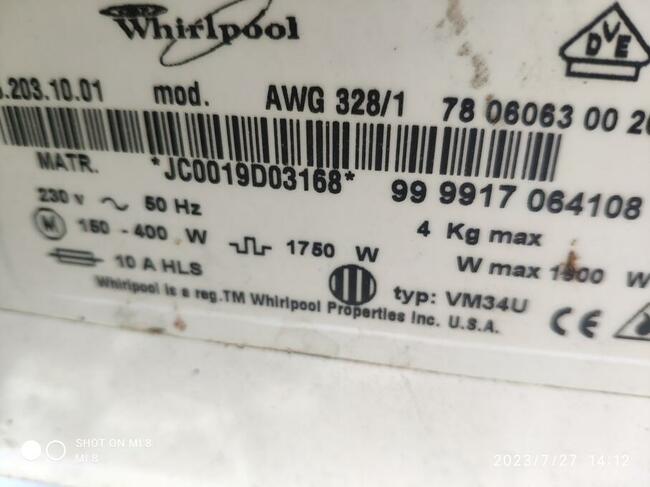 Whirlpool
DVE
.203.10.01 mod. AWG 328/1 78 06063 00 20
MATR. *JC0019D03168* 99 9917 064108
230 v ~ 50 Hz 4 Kg max
M 150 - 400 W 1750 W W max 1900 W
10 A HLS typ: VM34U
Whirlpool is a reg.TM Whirlpool Properties Inc. U.S.A. CE
SHOT ON MI 8
MI 8
2023/7/27 14:12